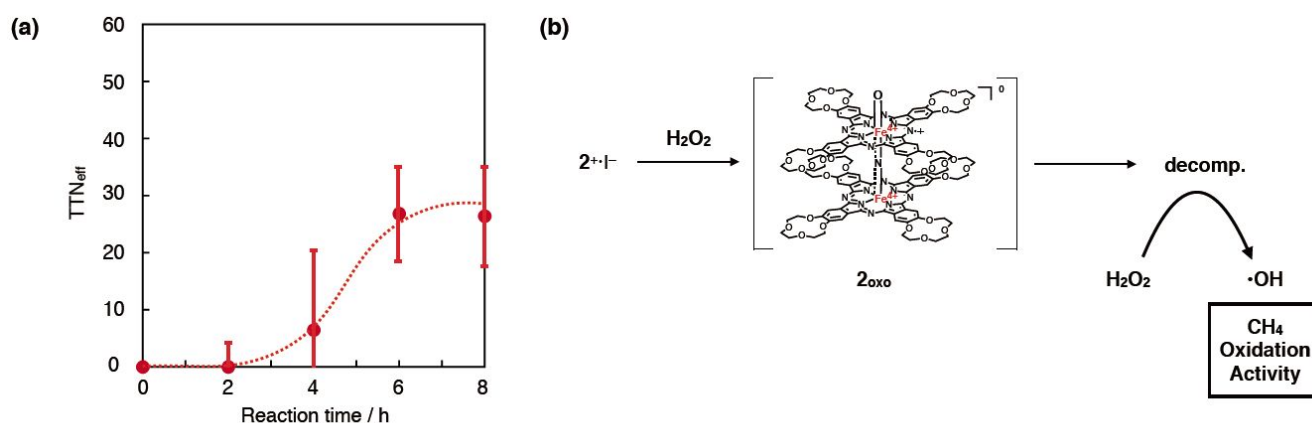 (a)
60
50
40
30
20
10
0
TTNeff
0 2 4 6 8
Reaction time / h
(b)
2⁺·I⁻
H₂O₂
O
Fe⁴⁺
N·+
N
Fe⁴⁺
0
2oxo
decomp.
H₂O₂ ·OH
CH₄
Oxidation
Activity